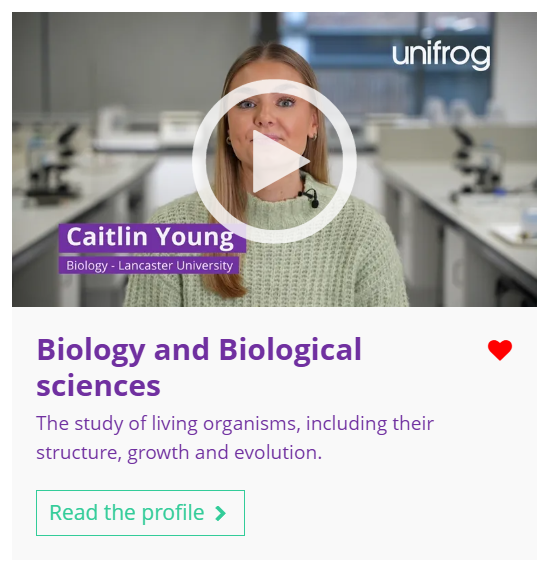 unifrog
Caitlin Young
Biology - Lancaster University
Biology and Biological
sciences
The study of living organisms, including their
structure, growth and evolution.
Read the profile